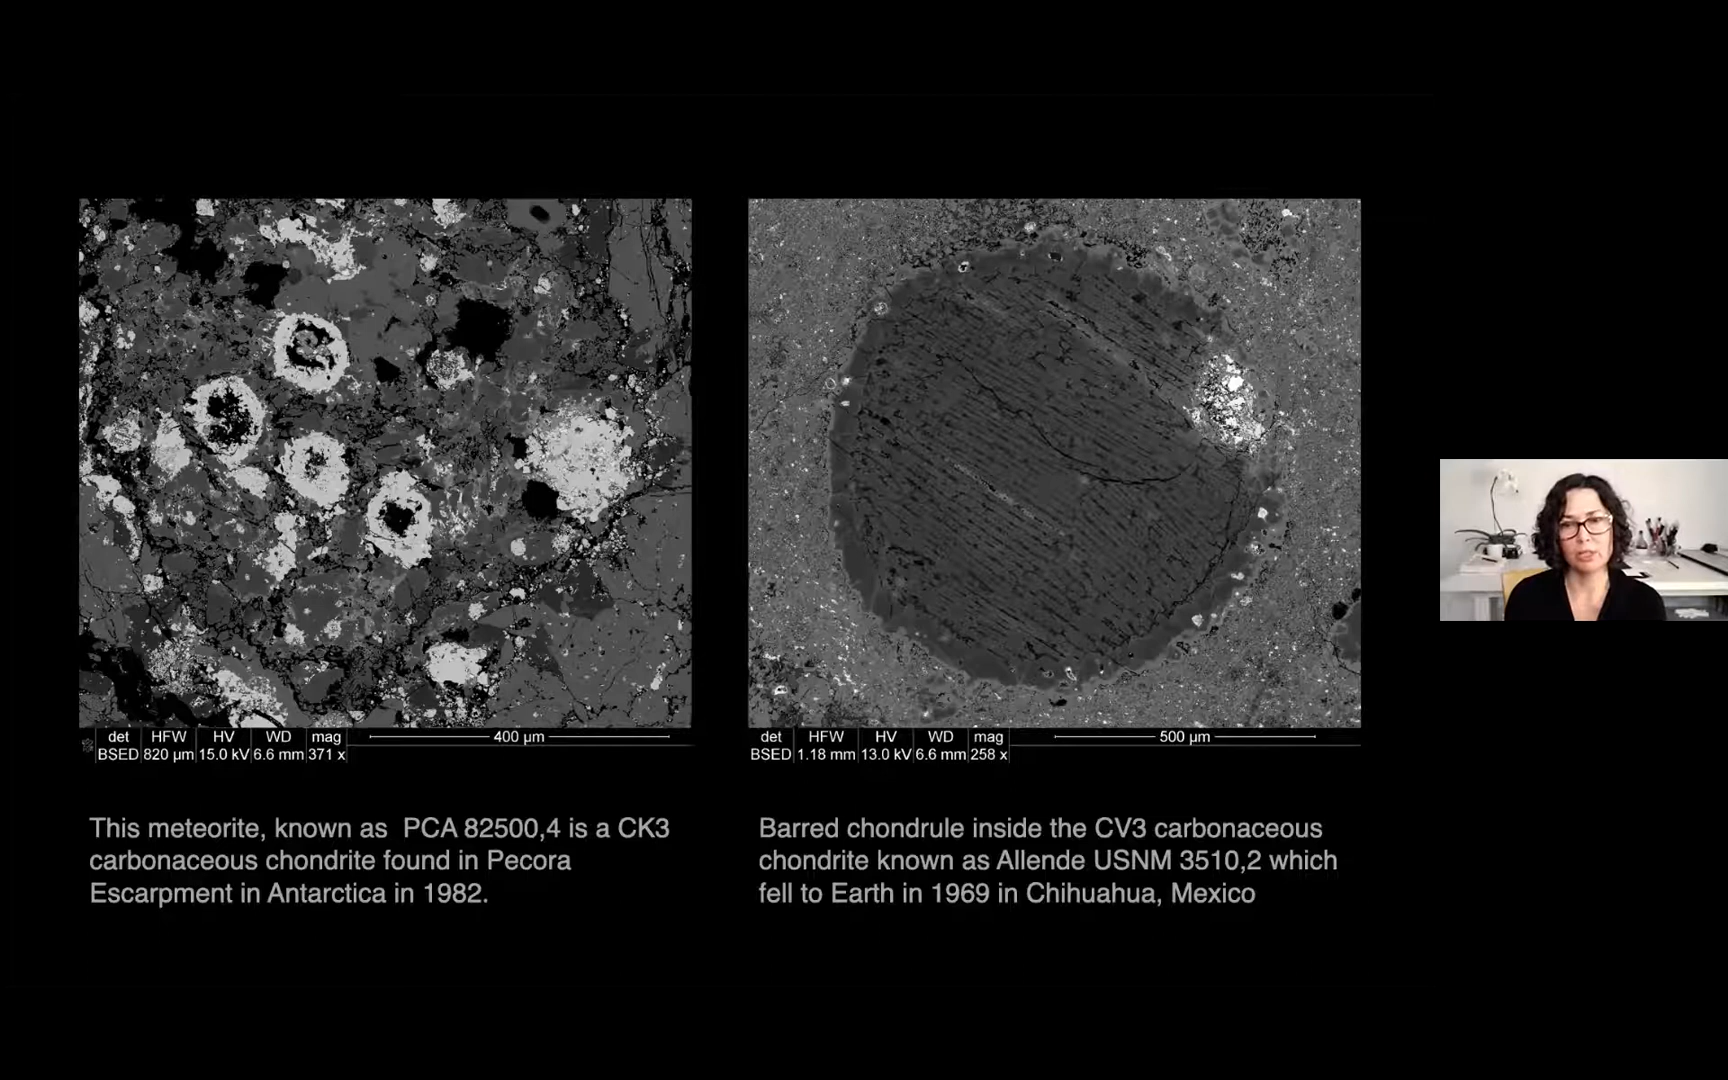 det HFW HV WD mag 400 µm
BSED 820 µm 15.0 kV 6.6 mm 371 x
This meteorite, known as PCA 82500,4 is a CK3
carbonaceous chondrite found in Pecora
Escarpment in Antarctica in 1982.
det HFW HV WD mag 500 µm
BSED 1.18 mm 13.0 kV 6.6 mm 258 x
Barred chondrule inside the CV3 carbonaceous
chondrite known as Allende USNM 3510,2 which
fell to Earth in 1969 in Chihuahua, Mexico